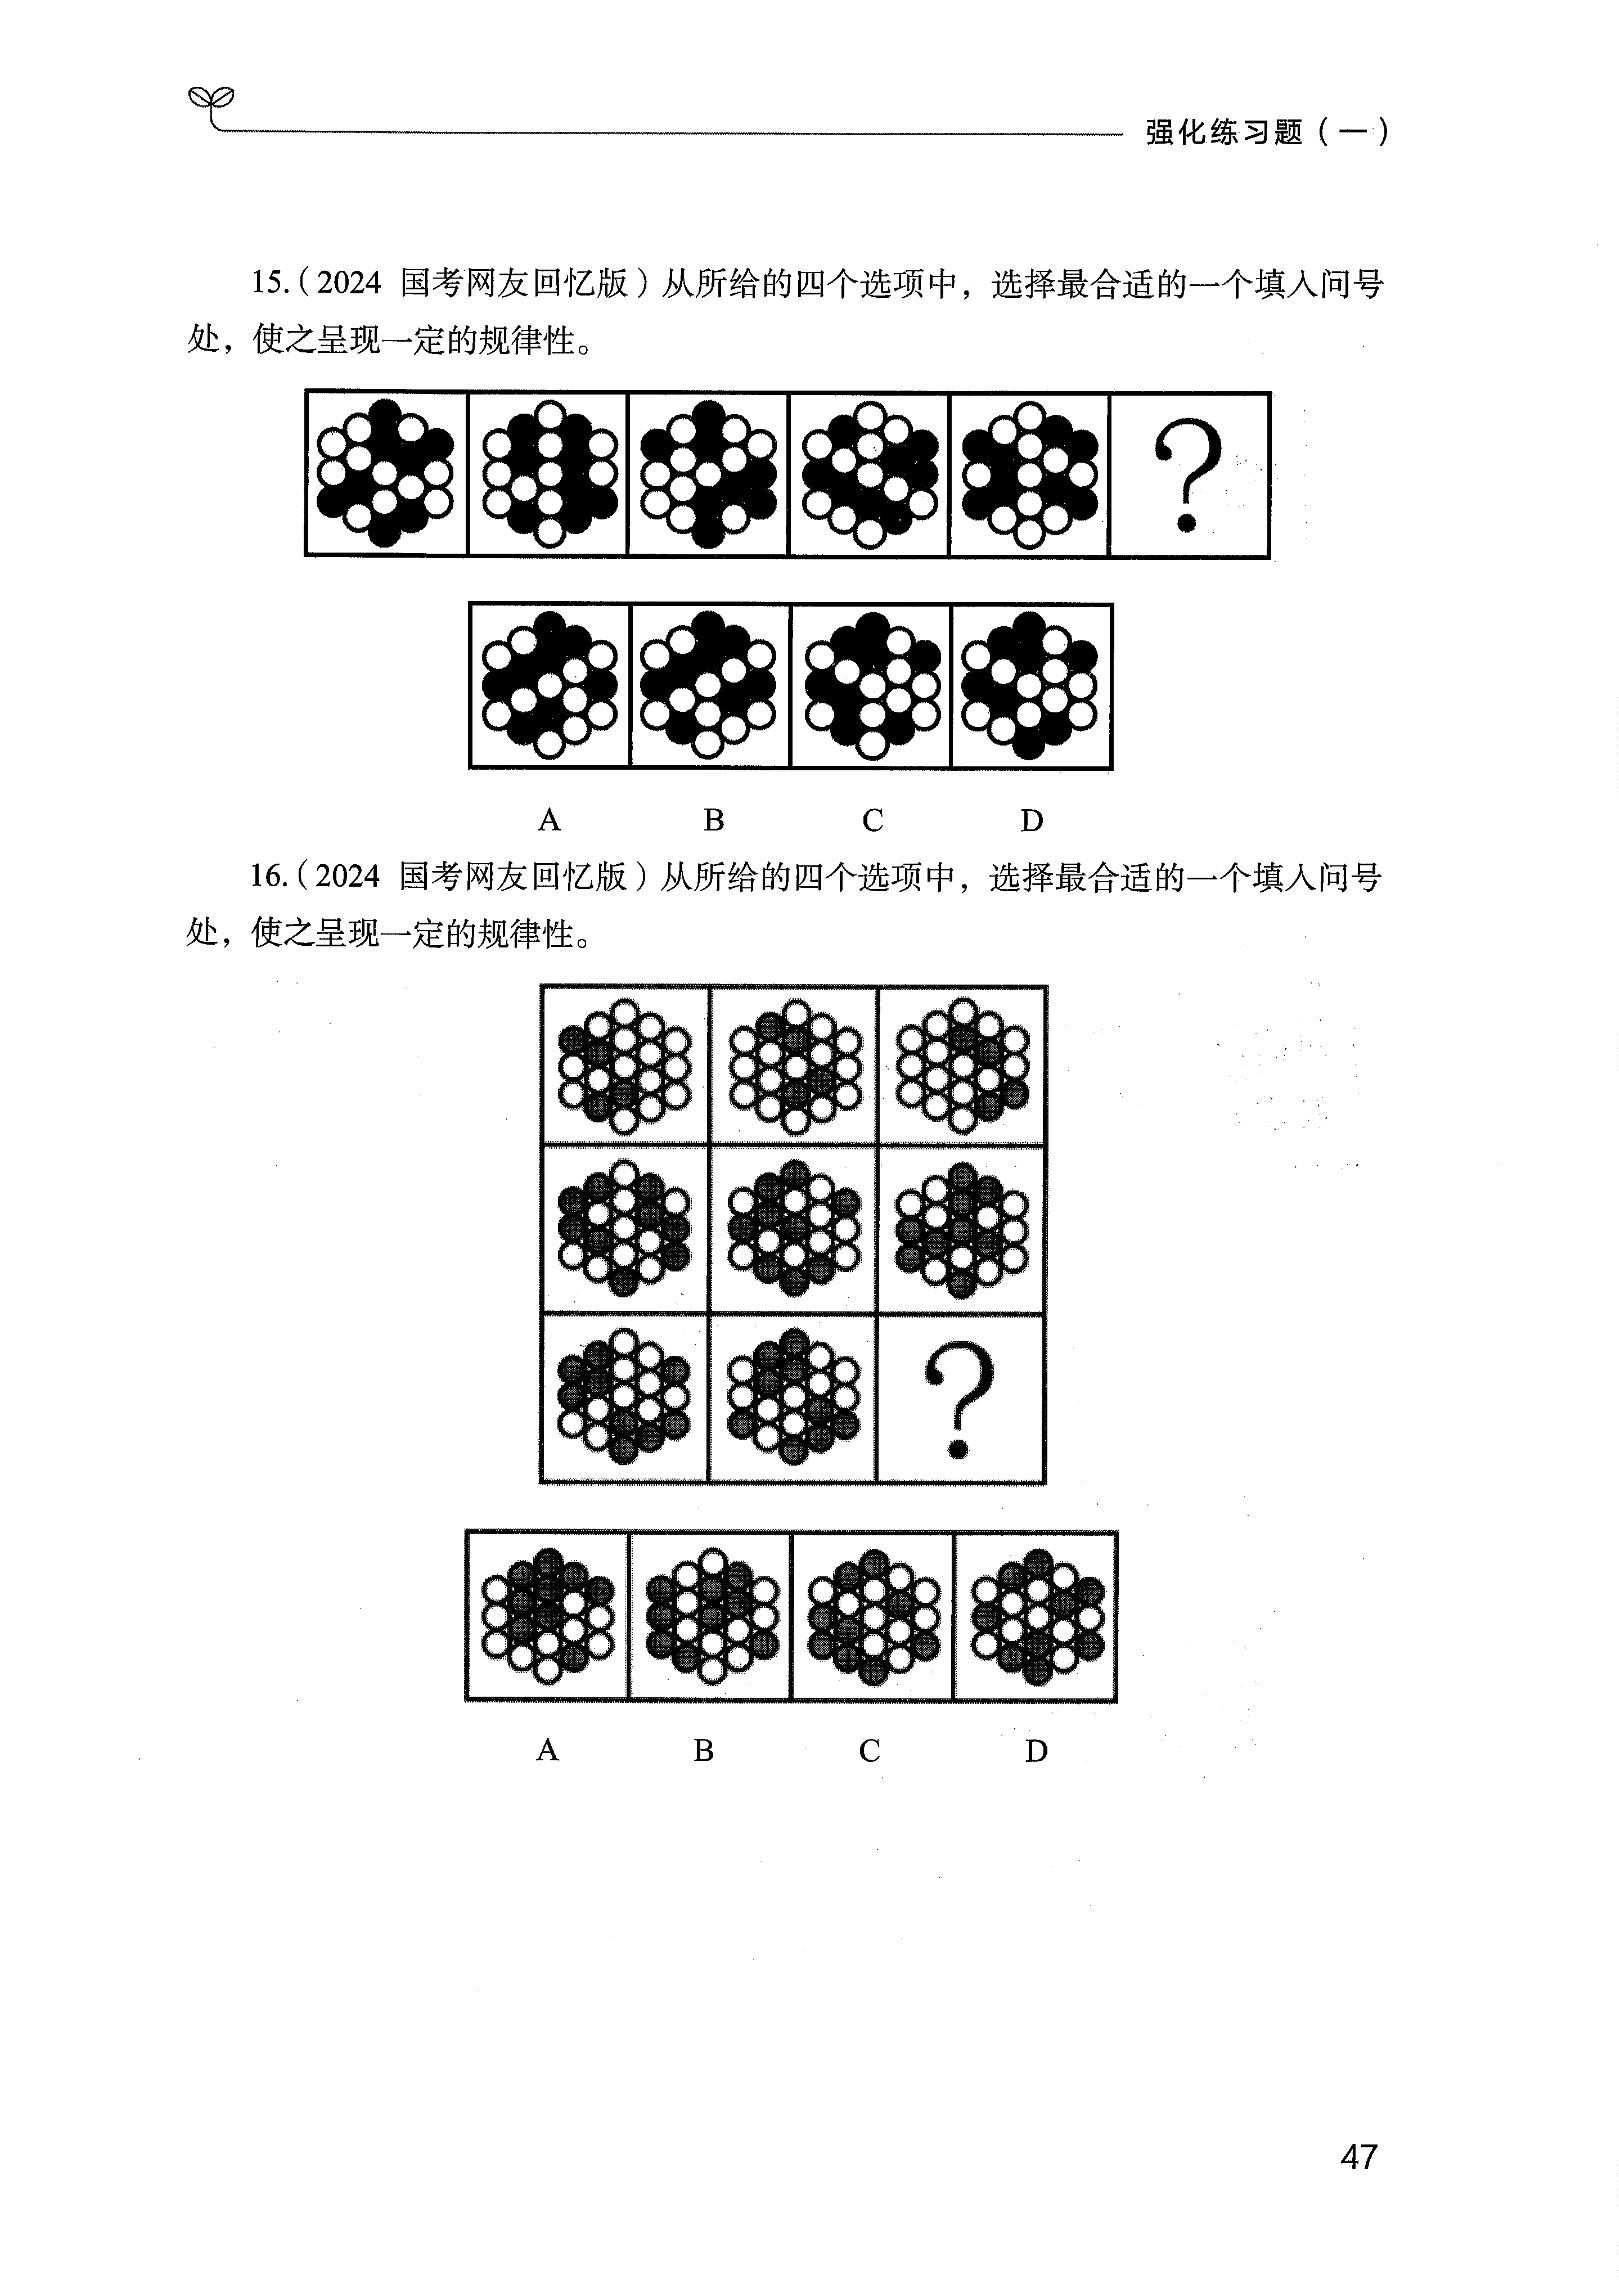 强化练习题（一）
15.（2024 国考网友回忆版）从所给的四个选项中，选择最合适的一个填入问号
处，使之呈现一定的规律性。
?
A B C D
16.（2024 国考网友回忆版）从所给的四个选项中，选择最合适的一个填入问号
处，使之呈现一定的规律性。
?
A B C D
47